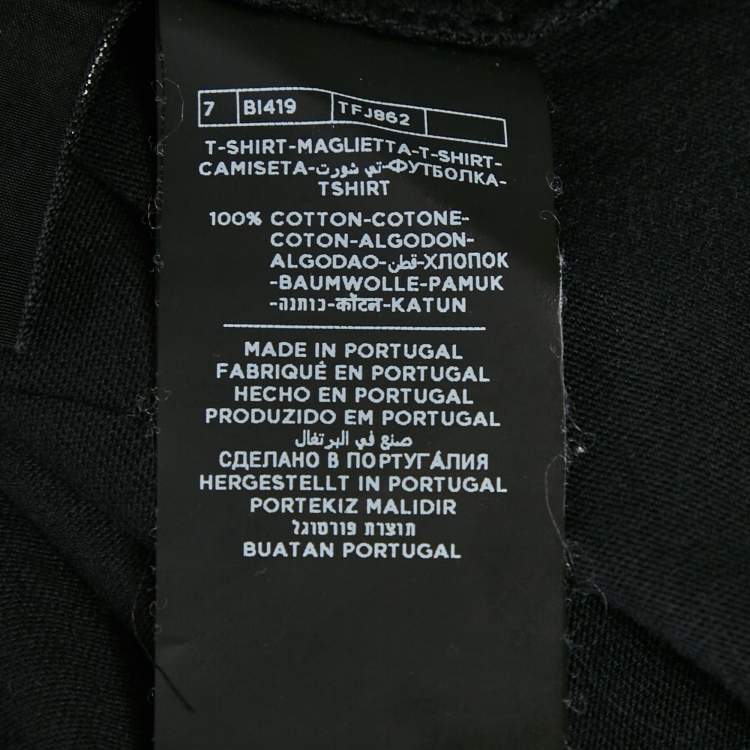 7 BI419 TFJ862
T-SHIRT-MAGLIETTA-T-SHIRT-
CAMISETA-تي شورت-ФУТБОЛКА-
TSHIRT
100% COTTON-COTONE-
COTON-ALGODON-
ALGODAO-قطن-ХЛОПОК
-BAUMWOLLE-PAMUK
-כותנה-कॉटन-KATUN
MADE IN PORTUGAL
FABRIQUÉ EN PORTUGAL
HECHO EN PORTUGAL
PRODUZIDO EM PORTUGAL
صنع في البرتغال
СДЕЛАНО В ПОРТУГА́ЛИЯ
HERGESTELLT IN PORTUGAL
PORTEKIZ MALIDIR
תוצרת פורטוגל
BUATAN PORTUGAL